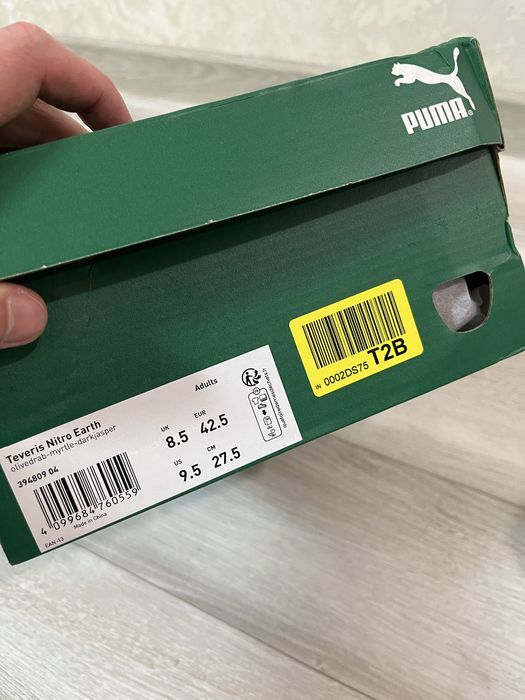 PUMA
IN 0002DS75 T2B
Teveris Nitro Earth
olivedrab-myrtle-darkjasper
394809 04
4 099684 760559
Made in China
EAN-13
Adults
UK EUR
8.5 42.5
US CM
9.5 27.5